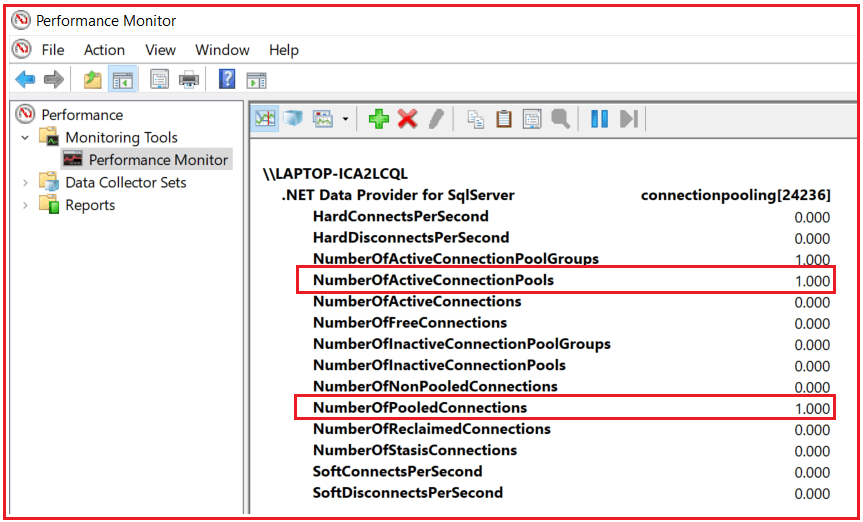 Performance Monitor
File Action View Window Help
Performance
Monitoring Tools
Performance Monitor
Data Collector Sets
Reports
\\LAPTOP-ICA2LCQL
.NET Data Provider for SqlServer connectionpooling[24236]
HardConnectsPerSecond 0.000
HardDisconnectsPerSecond 0.000
NumberOfActiveConnectionPoolGroups 1.000
NumberOfActiveConnectionPools 1.000
NumberOfActiveConnections 0.000
NumberOfFreeConnections 0.000
NumberOfInactiveConnectionPoolGroups 0.000
NumberOfInactiveConnectionPools 0.000
NumberOfNonPooledConnections 0.000
NumberOfPooledConnections 1.000
NumberOfReclaimedConnections 0.000
NumberOfStasisConnections 0.000
SoftConnectsPerSecond 0.000
SoftDisconnectsPerSecond 0.000